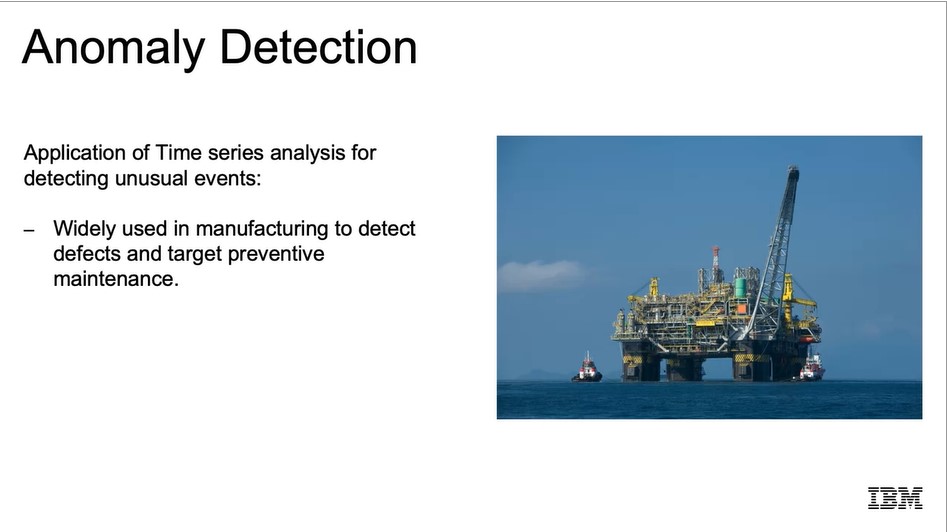 Anomaly Detection
Application of Time series analysis for
detecting unusual events:
– Widely used in manufacturing to detect
defects and target preventive
maintenance.
IBM